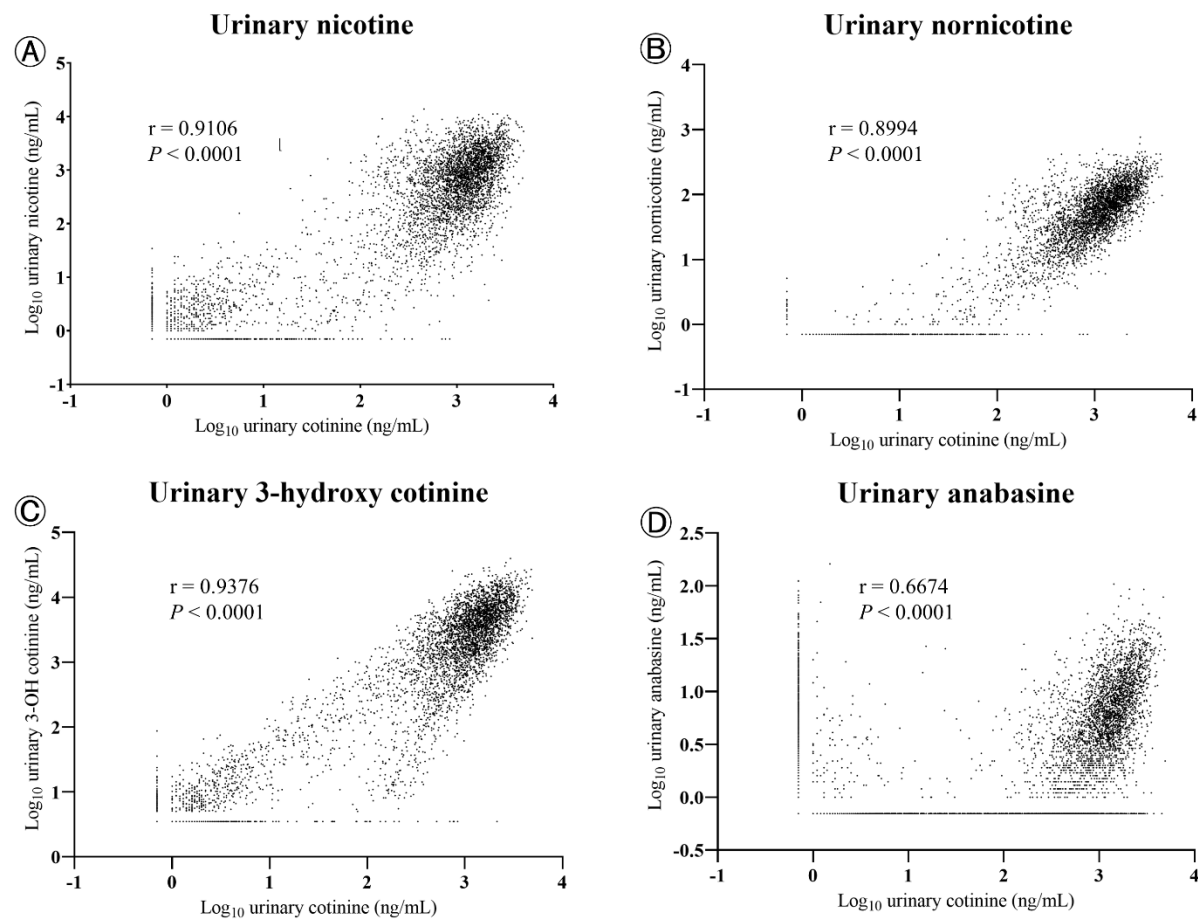 Urinary nicotine
Ⓐ
5
4
3
2
1
0
-1
-1
0
1
2
3
4
Log₁₀ urinary nicotine (ng/mL)
r = 0.9106
P < 0.0001
Log₁₀ urinary cotinine (ng/mL)
Urinary nornicotine
Ⓑ
4
3
2
1
0
-1
-1
0
1
2
3
4
Log₁₀ urinary nornicotine (ng/mL)
r = 0.8994
P < 0.0001
Log₁₀ urinary cotinine (ng/mL)
Urinary 3-hydroxy cotinine
Ⓒ
5
4
3
2
1
0
-1
0
1
2
3
4
Log₁₀ urinary 3-OH cotinine (ng/mL)
r = 0.9376
P < 0.0001
Log₁₀ urinary cotinine (ng/mL)
Urinary anabasine
Ⓓ
2.5
2.0
1.5
1.0
0.5
0.0
-0.5
-1
0
1
2
3
4
Log₁₀ urinary anabasine (ng/mL)
r = 0.6674
P < 0.0001
Log₁₀ urinary cotinine (ng/mL)